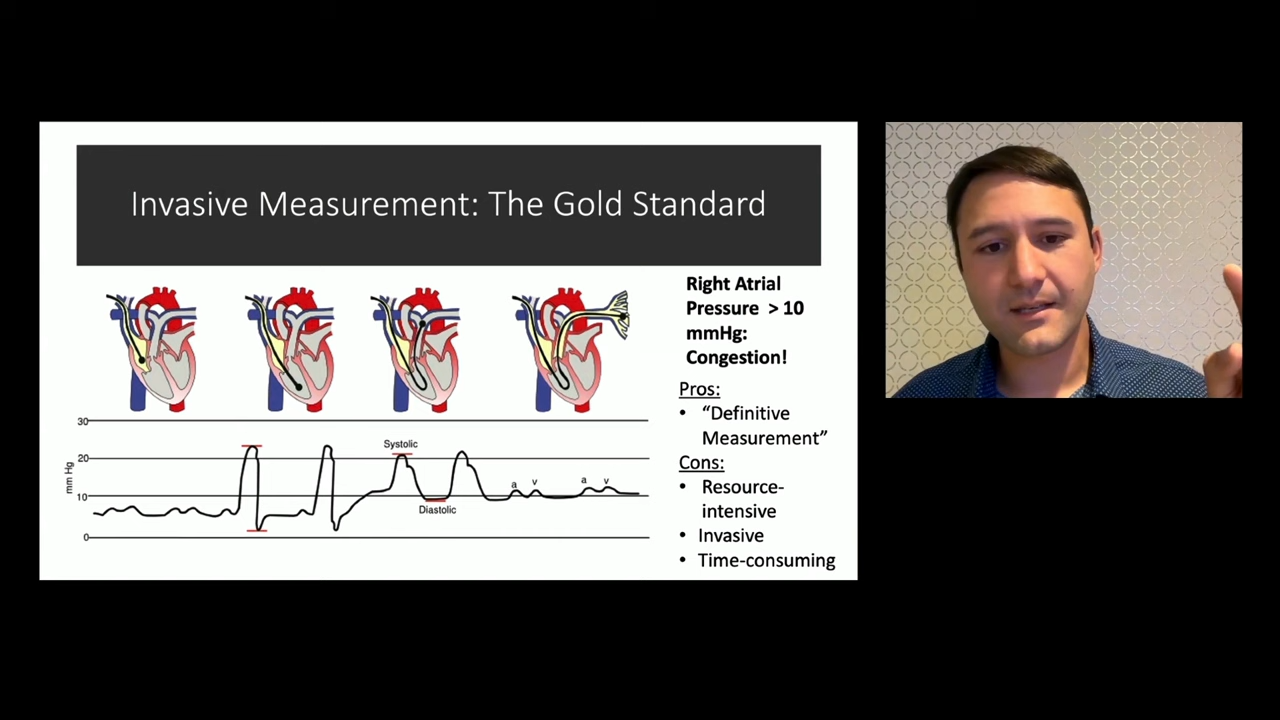 Invasive Measurement: The Gold Standard
Right Atrial
Pressure > 10
mmHg:
Congestion!
Pros:
• “Definitive
Measurement”
Cons:
• Resource-
intensive
• Invasive
• Time-consuming
30
20
10
0
mm Hg
Systolic
Diastolic
a v
a v